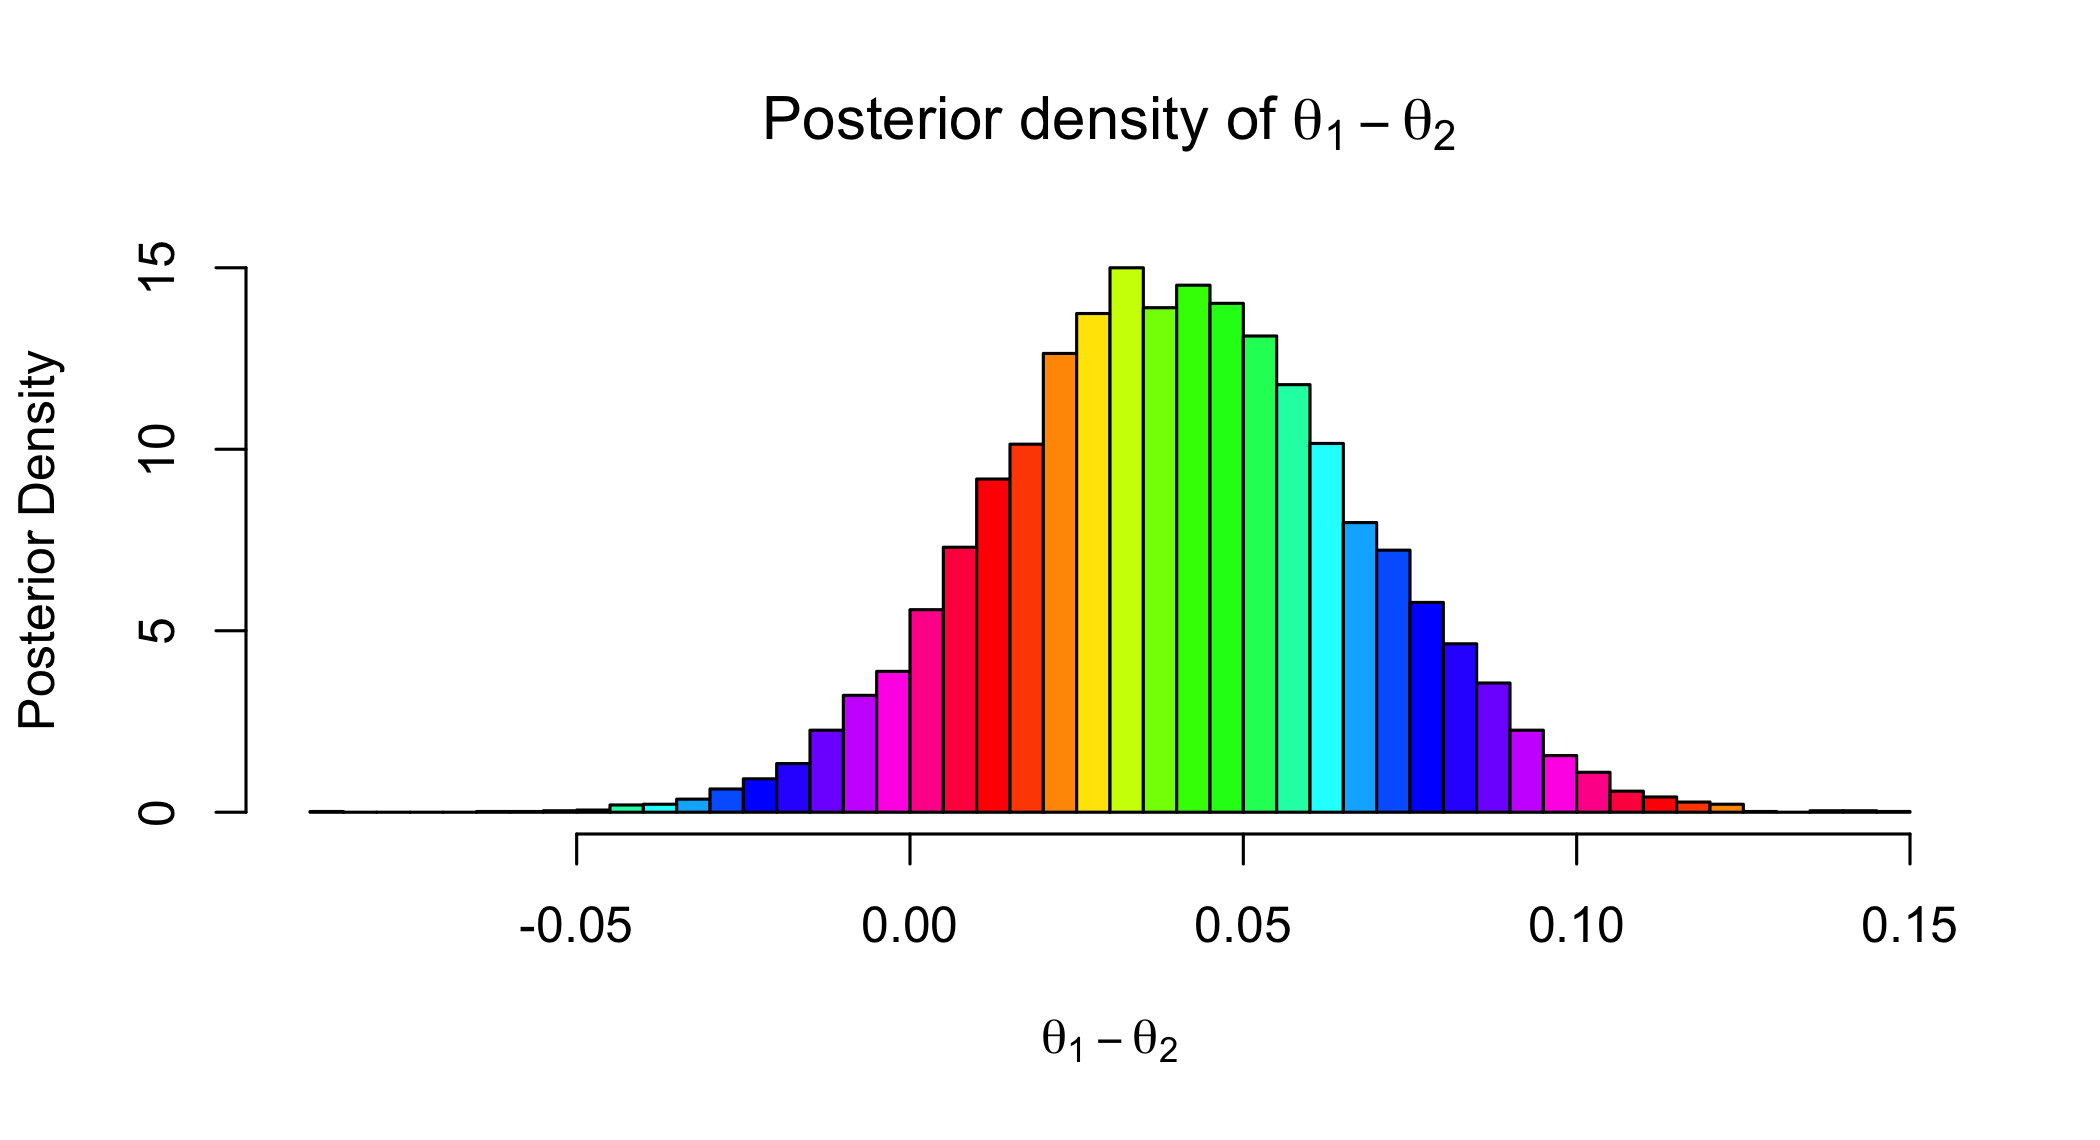 Posterior density of θ₁ – θ₂
Posterior Density
15
10
5
0
-0.05 0.00 0.05 0.10 0.15
θ₁ – θ₂